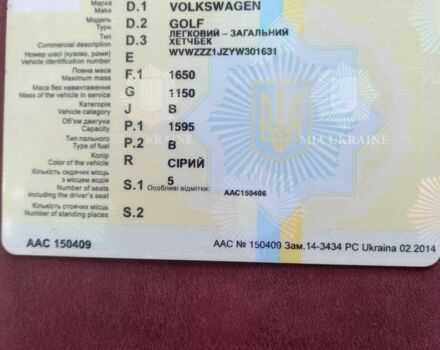 Марка
Make D.1 VOLKSWAGEN
Тип
Type D.2 GOLF
Commercial description D.3 ЛЕГКОВИЙ – ЗАГАЛЬНИЙ
ХЕТЧБЕК
Номер шасі (кузова, рами)
Vehicle identification number E WVWZZZ1JZYW301631
Повна маса
Maximum mass F.1 1650
Маса без навантаження
Mass of the vehicle in service G 1150
Категорія
Vehicle category J B
Об'єм двигуна
Capacity P.1 1595
Тип пального
Type of fuel P.2 B
Колір
Color of the vehicle R СІРИЙ
Кількість сидячих місць
з місцем водія
Number of seats
including the driver's seat S.1 5 Особливі відмітки: AAC150406
Кількість стоячих місць
Number of standing places S.2
MIA UKRAINE
AAC 150409
AAC № 150409 Зам.14-3434 PC Ukraina 02.2014